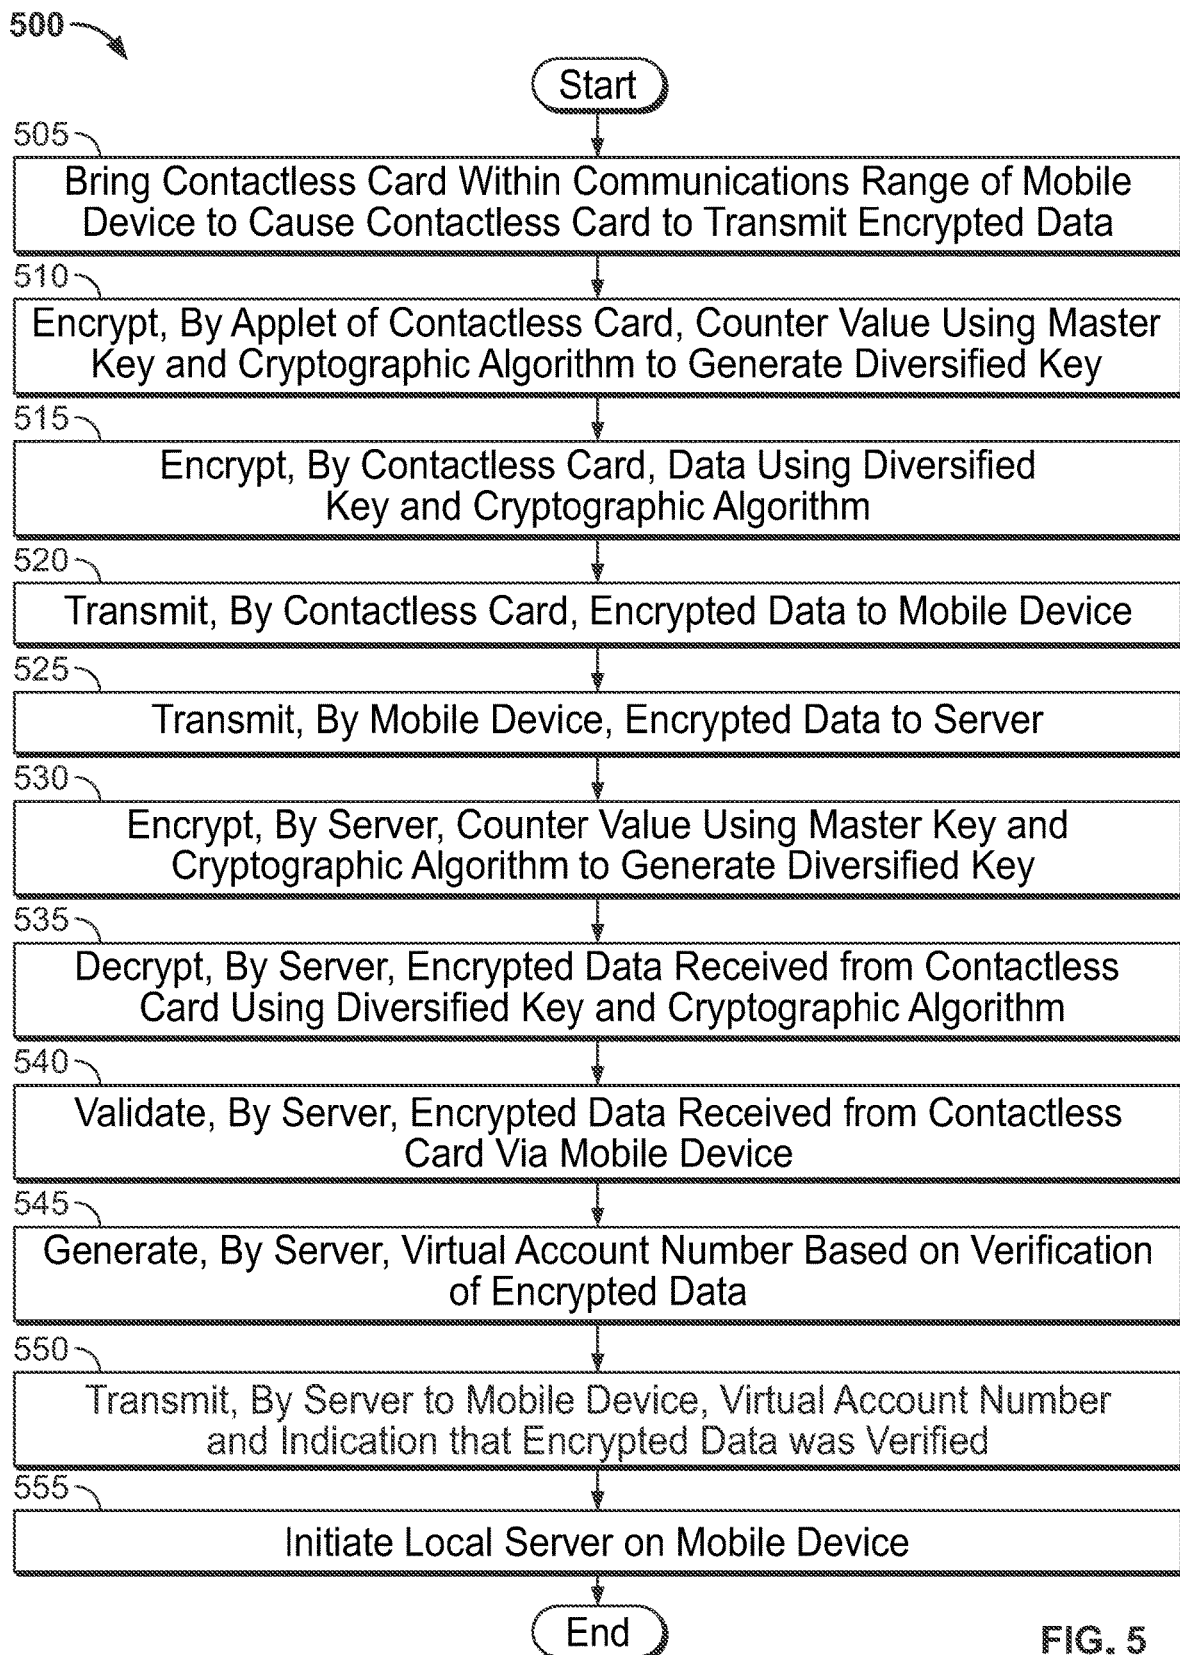 500
Start
505
Bring Contactless Card Within Communications Range of Mobile
Device to Cause Contactless Card to Transmit Encrypted Data
510
Encrypt, By Applet of Contactless Card, Counter Value Using Master
Key and Cryptographic Algorithm to Generate Diversified Key
515
Encrypt, By Contactless Card, Data Using Diversified
Key and Cryptographic Algorithm
520
Transmit, By Contactless Card, Encrypted Data to Mobile Device
525
Transmit, By Mobile Device, Encrypted Data to Server
530
Encrypt, By Server, Counter Value Using Master Key and
Cryptographic Algorithm to Generate Diversified Key
535
Decrypt, By Server, Encrypted Data Received from Contactless
Card Using Diversified Key and Cryptographic Algorithm
540
Validate, By Server, Encrypted Data Received from Contactless
Card Via Mobile Device
545
Generate, By Server, Virtual Account Number Based on Verification
of Encrypted Data
550
Transmit, By Server to Mobile Device, Virtual Account Number
and Indication that Encrypted Data was Verified
555
Initiate Local Server on Mobile Device
End
FIG. 5